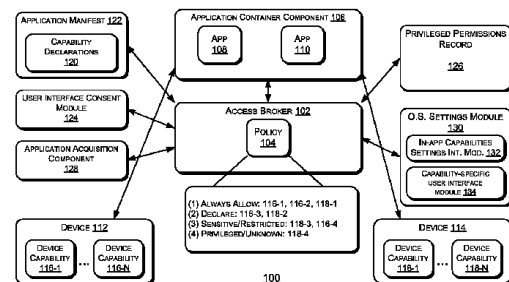 APPLICATION MANIFEST 122
CAPABILITY
DECLARATIONS
120
USER INTERFACE CONSENT
MODULE
124
APPLICATION ACQUISITION
COMPONENT
128
APPLICATION CONTAINER COMPONENT 106
APP
108
APP
110
ACCESS BROKER 102
POLICY
104
PRIVILEGED PERMISSIONS
RECORD
126
O.S. SETTINGS MODULE
130
IN-APP CAPABILITIES
SETTINGS INT. MOD. 132
CAPABILITY-SPECIFIC
USER INTERFACE
MODULE 134
(1) ALWAYS ALLOW: 116-1, 116-2, 118-1
(2) DECLARE: 116-3, 118-2
(3) SENSITIVE/RESTRICTED: 118-3, 116-4
(4) PRIVILEGED/UNKNOWN: 118-4
DEVICE 112
DEVICE
CAPABILITY
116-1
...
DEVICE
CAPABILITY
116-N
DEVICE 114
DEVICE
CAPABILITY
118-1
...
DEVICE
CAPABILITY
118-N
100